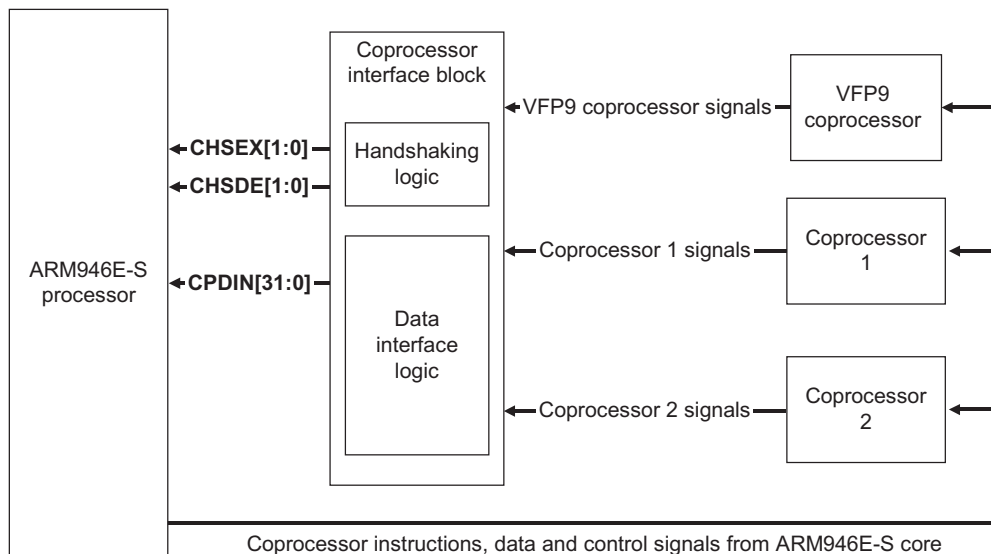 Coprocessor
interface block
VFP9 coprocessor signals
VFP9
coprocessor
CHSEX[1:0]
CHSDE[1:0]
Handshaking
logic
ARM946E-S
processor
CPDIN[31:0]
Coprocessor 1 signals
Coprocessor
1
Data
interface
logic
Coprocessor 2 signals
Coprocessor
2
Coprocessor instructions, data and control signals from ARM946E-S core